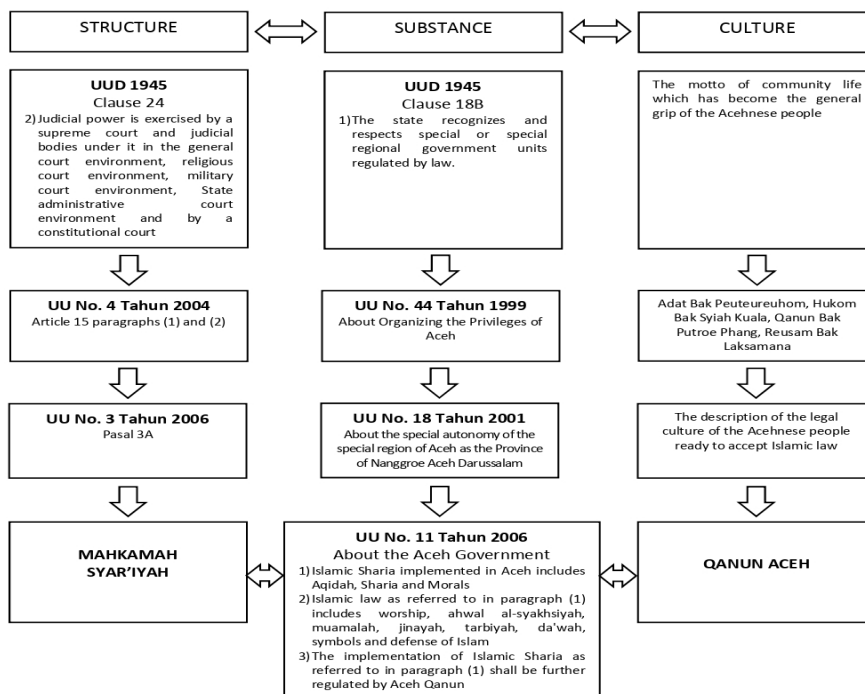 STRUCTURE
SUBSTANCE
CULTURE
UUD 1945
Clause 24
2) Judicial power is exercised by a
supreme court and judicial
bodies under it in the general
court environment, religious
court environment, military
court environment, State
administrative court
environment and by a
constitutional court
UUD 1945
Clause 18B
1) The state recognizes and
respects special or special
regional government units
regulated by law.
The motto of community life
which has become the general
grip of the Acehnese people
UU No. 4 Tahun 2004
Article 15 paragraphs (1) and (2)
UU No. 44 Tahun 1999
About Organizing the Privileges of
Aceh
Adat Bak Peuteureuhom, Hukom
Bak Syiah Kuala, Qanun Bak
Putroe Phang, Reusam Bak
Laksamana
UU No. 3 Tahun 2006
Pasal 3A
UU No. 18 Tahun 2001
About the special autonomy of the
special region of Aceh as the Province
of Nanggroe Aceh Darussalam
The description of the legal
culture of the Acehnese people
ready to accept Islamic law
MAHKAMAH
SYAR'IYAH
UU No. 11 Tahun 2006
About the Aceh Government
1) Islamic Sharia implemented in Aceh includes
Aqidah, Sharia and Morals
2) Islamic law as referred to in paragraph (1)
includes worship, ahwal al-syakhsiyah,
muamalah, jinayah, tarbiyah, da'wah,
symbols and defense of Islam
3) The implementation of Islamic Sharia as
referred to in paragraph (1) shall be further
regulated by Aceh Qanun
QANUN ACEH